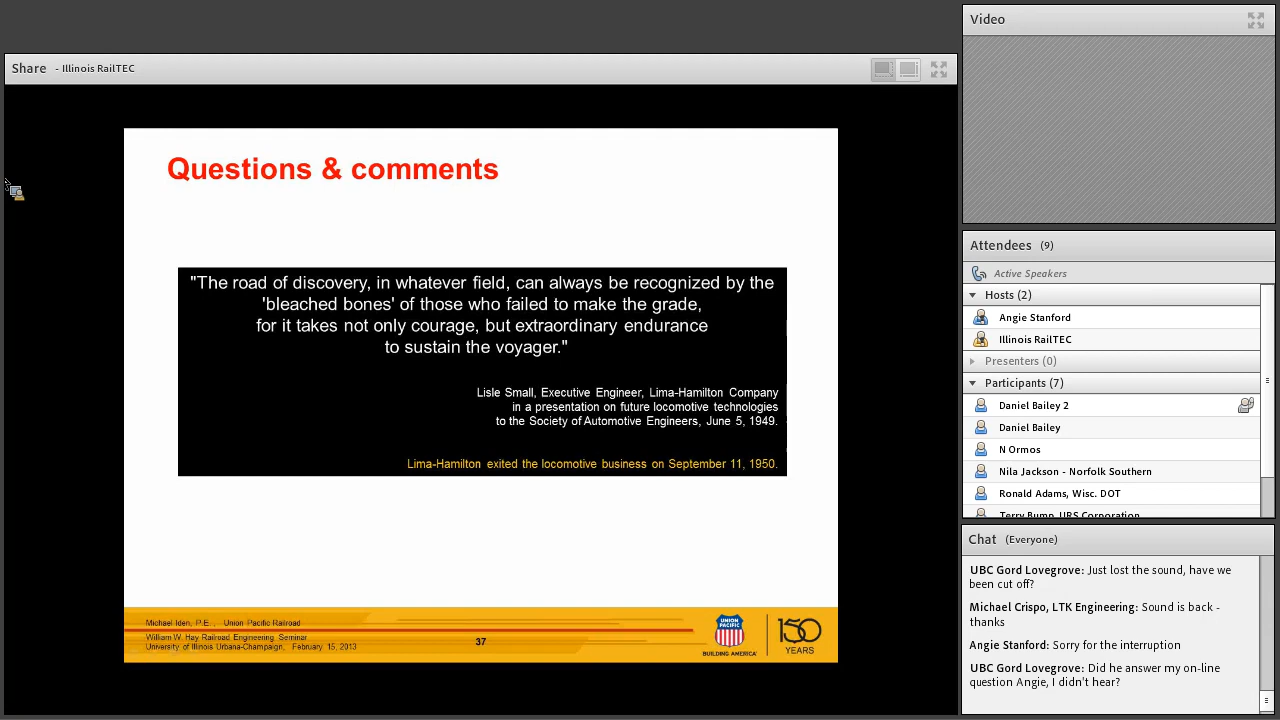 Share - Illinois RailTEC
Questions & comments
"The road of discovery, in whatever field, can always be recognized by the
'bleached bones' of those who failed to make the grade,
for it takes not only courage, but extraordinary endurance
to sustain the voyager."
Lisle Small, Executive Engineer, Lima-Hamilton Company
in a presentation on future locomotive technologies
to the Society of Automotive Engineers, June 5, 1949.
Lima-Hamilton exited the locomotive business on September 11, 1950.
Michael Iden, P.E. , Union Pacific Railroad
William W. Hay Railroad Engineering Seminar
University of Illinois Urbana-Champaign, February 15, 2013
37
UNION
PACIFIC
BUILDING AMERICA®
150
YEARS
Video
Attendees (9)
Active Speakers
Hosts (2)
Angie Stanford
Illinois RailTEC
Presenters (0)
Participants (7)
Daniel Bailey 2
Daniel Bailey
N Ormos
Nila Jackson - Norfolk Southern
Ronald Adams, Wisc. DOT
Terry Bump, URS Corporation
Chat (Everyone)
UBC Gord Lovegrove: Just lost the sound, have we
been cut off?
Michael Crispo, LTK Engineering: Sound is back -
thanks
Angie Stanford: Sorry for the interruption
UBC Gord Lovegrove: Did he answer my on-line
question Angie, I didn't hear?